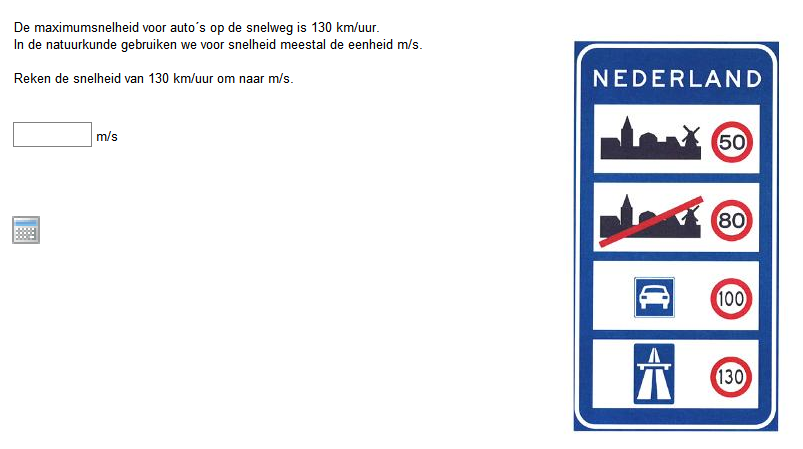 De maximumsnelheid voor auto´s op de snelweg is 130 km/uur.
In de natuurkunde gebruiken we voor snelheid meestal de eenheid m/s.
Reken de snelheid van 130 km/uur om naar m/s.
m/s
NEDERLAND
50
80
100
130